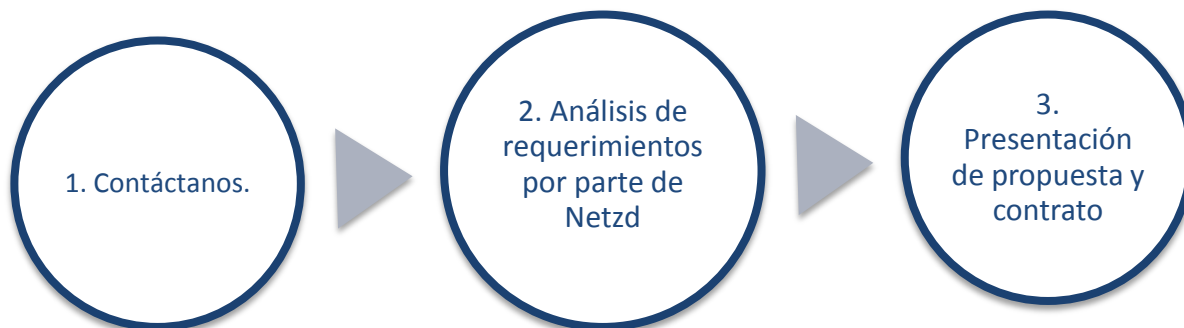 1. Contáctanos.
2. Análisis de
requerimientos
por parte de
Netzd
3.
Presentación
de propuesta y
contrato